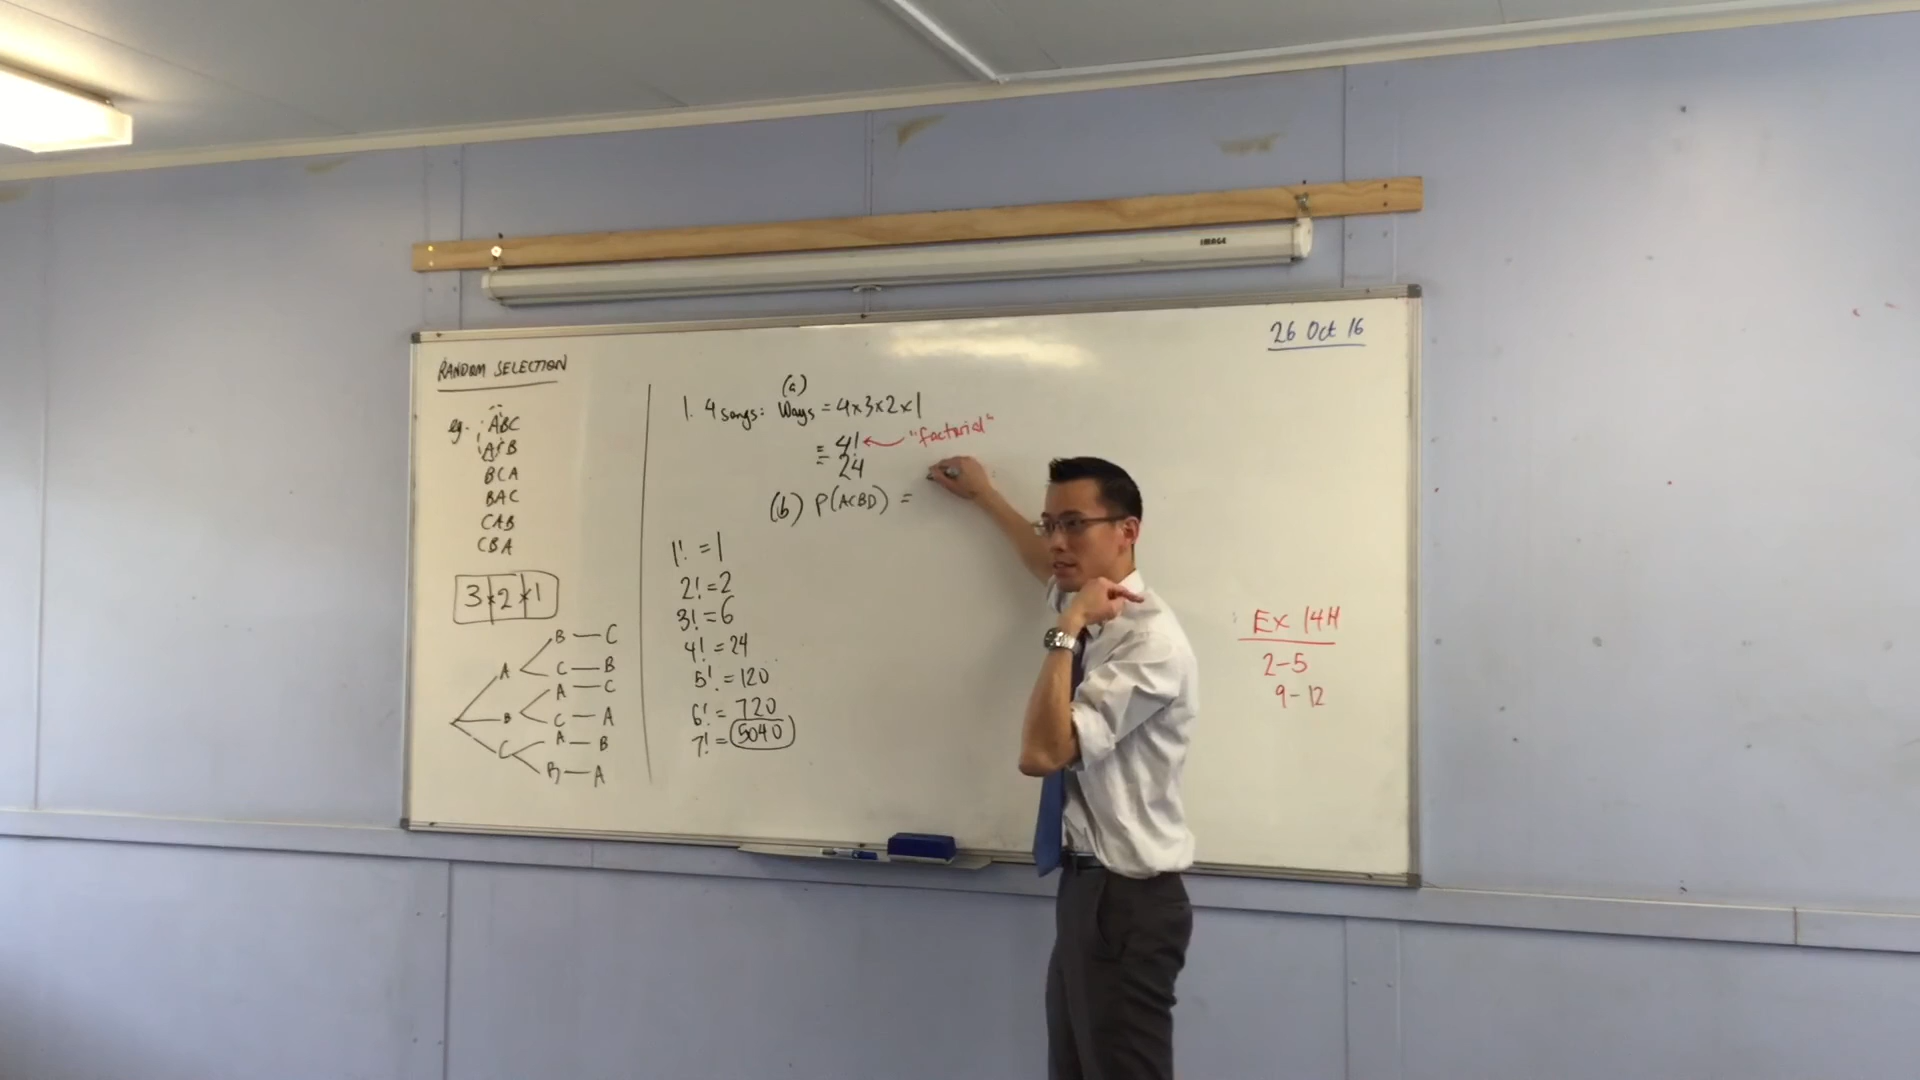 IMAGE
26 Oct 16
RANDOM SELECTION
eg. ABC
ACB
BCA
BAC
CAB
CBA
3×2×1
B — C
A
C — B
A — C
B
C — A
A — B
C
B — A
(a)
1. 4 songs: Ways = 4×3×2×1
= 4! ← "factorial"
= 24
(b) P(ACBD) =
1! = 1
2! = 2
3! = 6
4! = 24
5! = 120
6! = 720
7! = 5040
Ex 14H
2-5
9-12